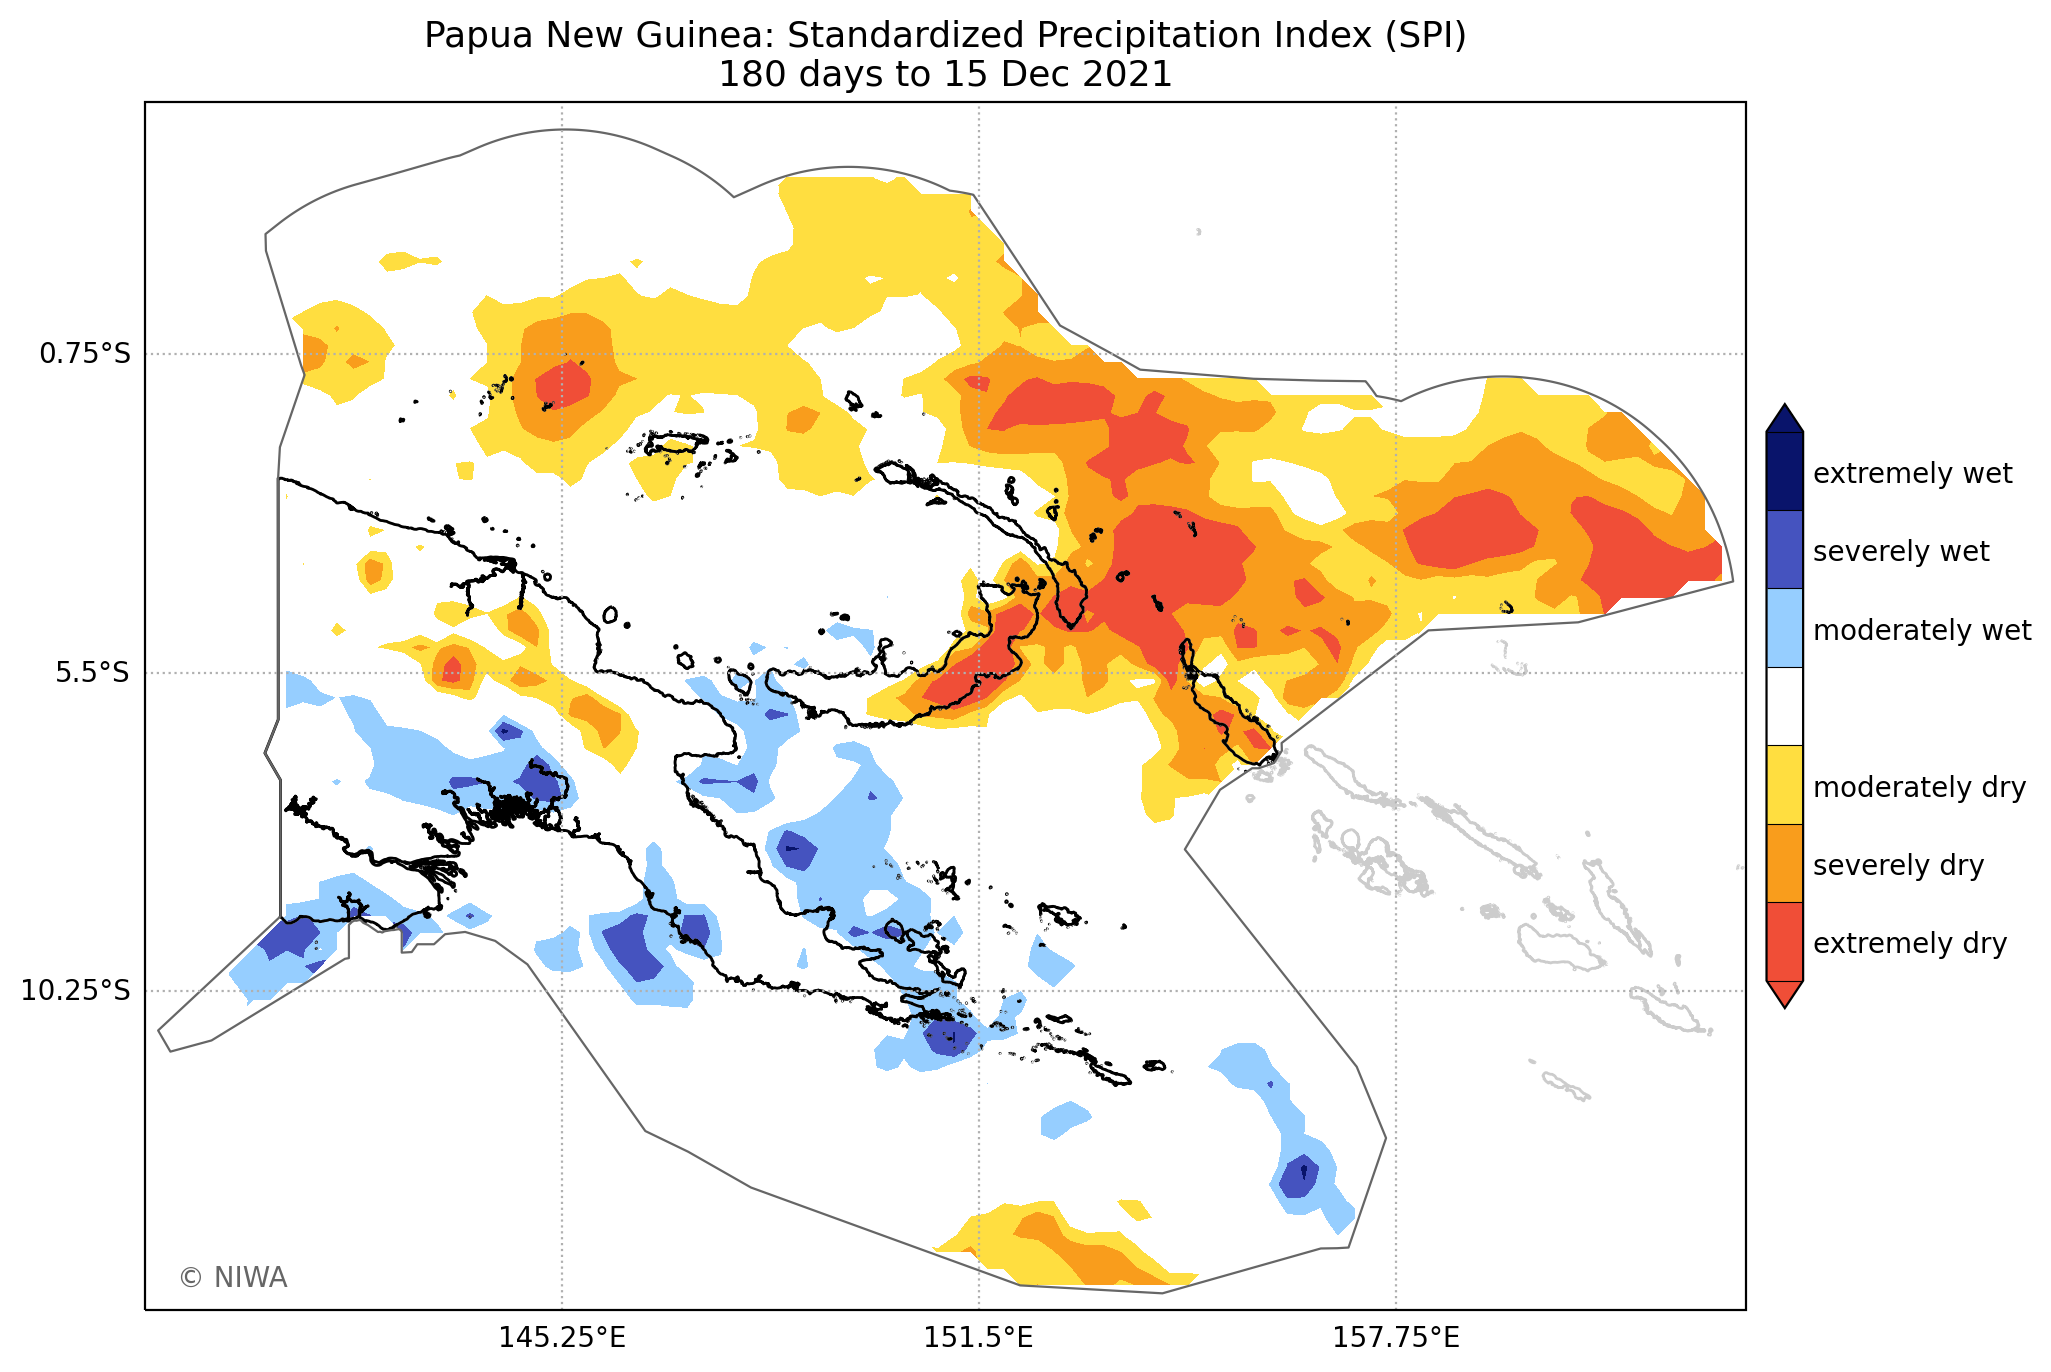 Papua New Guinea: Standardized Precipitation Index (SPI)
180 days to 15 Dec 2021
0.75°S
5.5°S
10.25°S
145.25°E
151.5°E
157.75°E
extremely wet
severely wet
moderately wet
moderately dry
severely dry
extremely dry
© NIWA